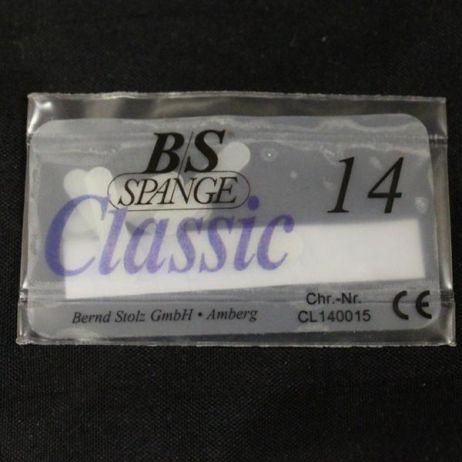 B/S
SPANGE
14
Classic
Bernd Stolz GmbH • Amberg
Chr.-Nr.
CL140015
CE